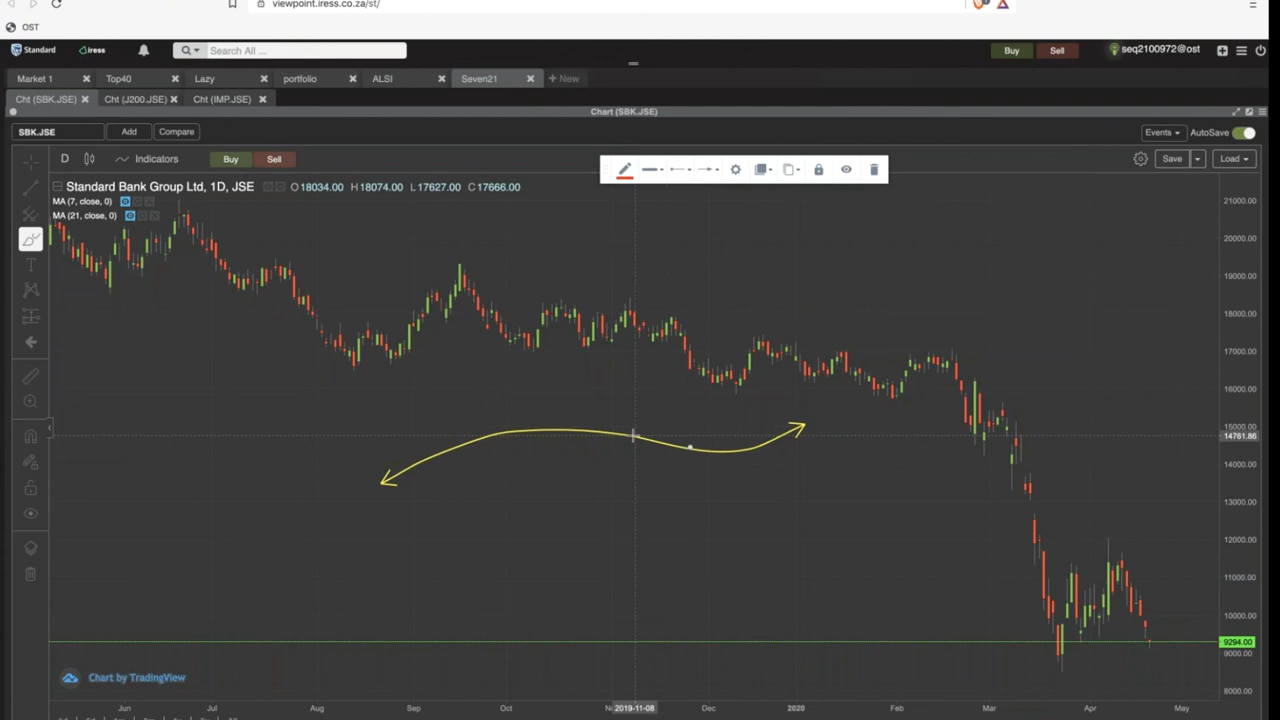 viewpoint.iress.co.za/st/
OST
Standard iress Search All ... Buy Sell seq2100972@ost
Market 1 Top40 Lazy portfolio ALSI Seven21 New
Cht (SBK.JSE) Cht (J200.JSE) Cht (IMP.JSE)
Chart (SBK.JSE)
SBK.JSE Add Compare Events AutoSave
D Indicators Buy Sell Save Load
Standard Bank Group Ltd, 1D, JSE O18034.00 H18074.00 L17627.00 C17666.00
MA (7, close, 0)
MA (21, close, 0)
21000.00
20000.00
19000.00
18000.00
17000.00
16000.00
15000.00
14761.86
14000.00
13000.00
12000.00
11000.00
10000.00
9294.00
9000.00
8000.00
Chart by TradingView
Jun Jul Aug Sep Oct 2019-11-08 Dec 2020 Feb Mar Apr May